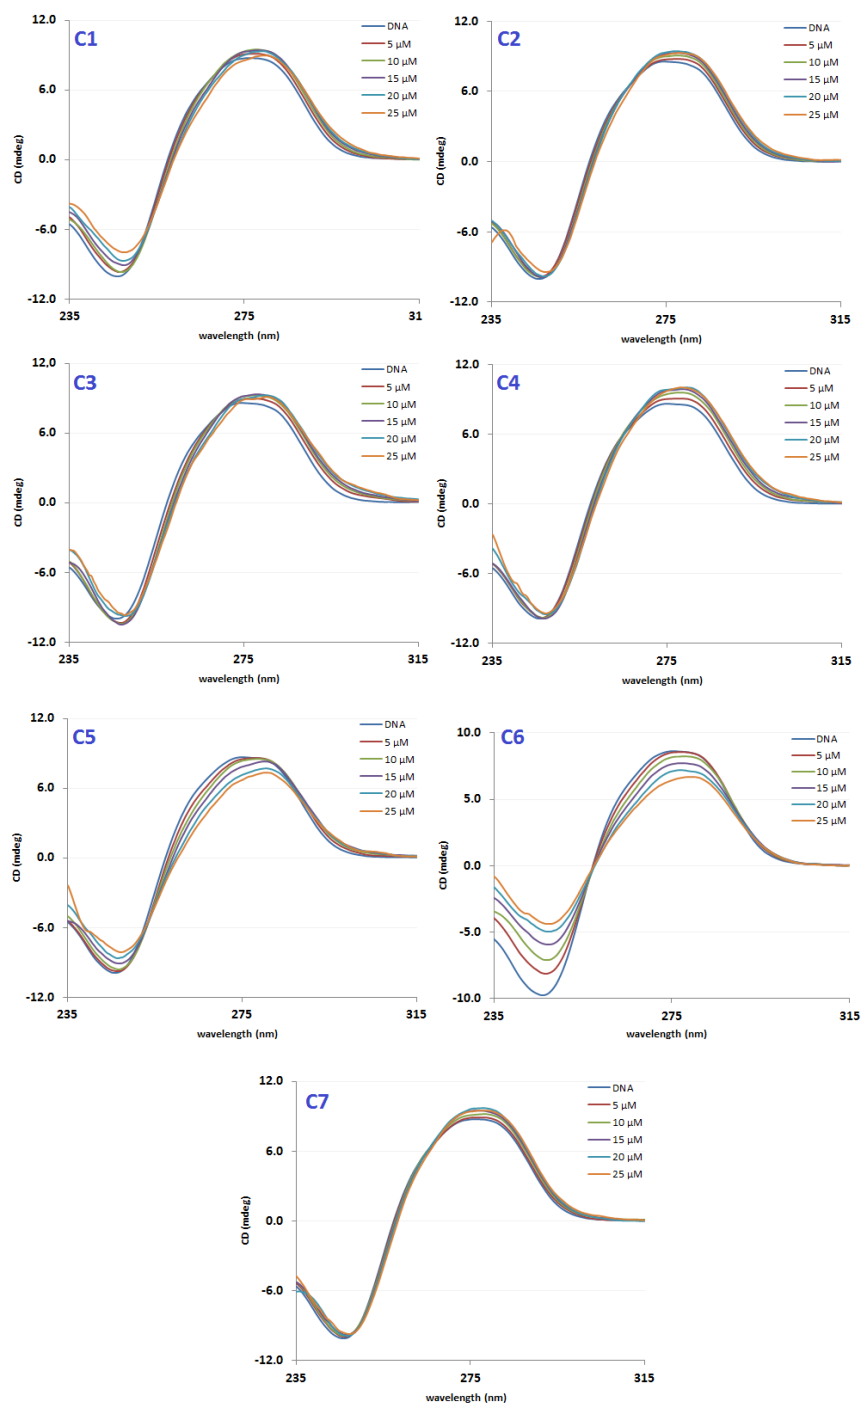 C1
12.0
6.0
0.0
-6.0
-12.0
CD (mdeg)
235
275
31
wavelength (nm)
DNA
5 µM
10 µM
15 µM
20 µM
25 µM
C2
12.0
6.0
0.0
-6.0
-12.0
CD (mdeg)
235
275
315
wavelength (nm)
DNA
5 µM
10 µM
15 µM
20 µM
25 µM
C3
12.0
6.0
0.0
-6.0
-12.0
CD (mdeg)
235
275
315
wavelength (nm)
DNA
5 µM
10 µM
15 µM
20 µM
25 µM
C4
12.0
6.0
0.0
-6.0
-12.0
CD (mdeg)
235
275
315
wavelength (nm)
DNA
5 µM
10 µM
15 µM
20 µM
25 µM
C5
12.0
6.0
0.0
-6.0
-12.0
CD (mdeg)
235
275
315
wavelength (nm)
DNA
5 µM
10 µM
15 µM
20 µM
25 µM
C6
10.0
5.0
0.0
-5.0
-10.0
CD (mdeg)
235
275
315
wavelength (nm)
DNA
5 µM
10 µM
15 µM
20 µM
25 µM
C7
12.0
6.0
0.0
-6.0
-12.0
CD (mdeg)
235
275
315
wavelength (nm)
DNA
5 µM
10 µM
15 µM
20 µM
25 µM